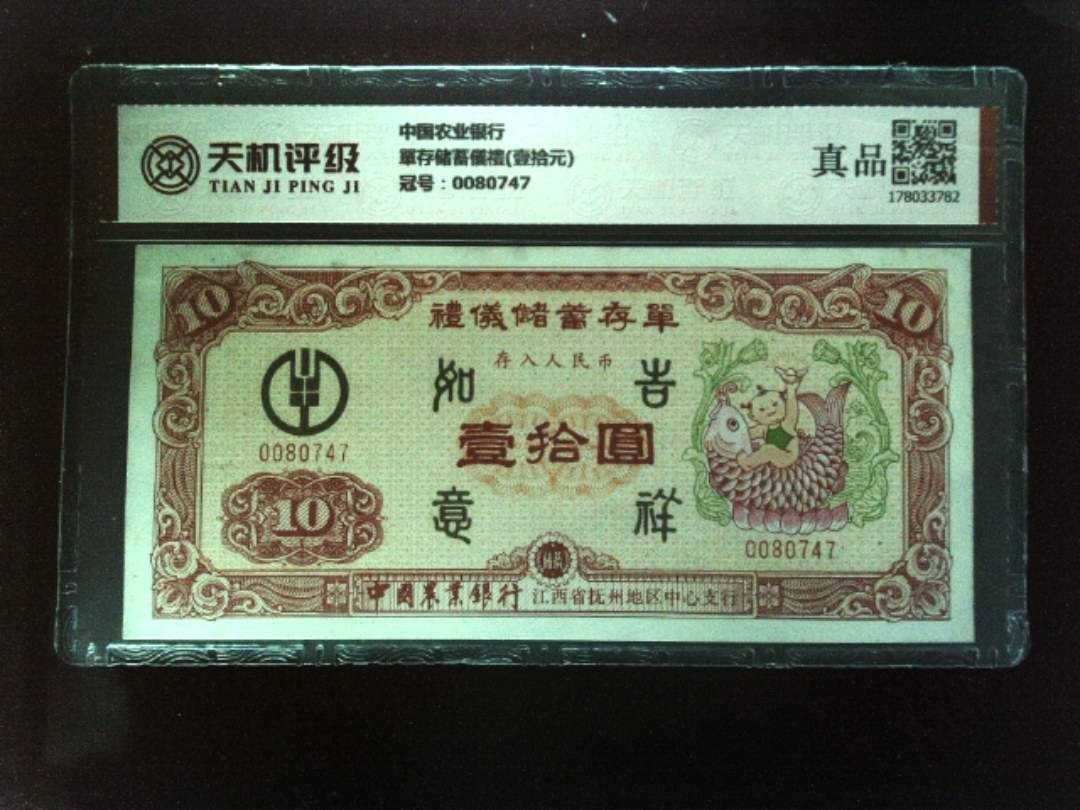 天机评级
TIAN JI PING JI
中国农业银行
單存储蓄儀禮(壹拾元)
冠号：0080747
真品
178033782
10
10
禮儀儲蓄存單
存入人民币
如 吉
壹拾圓
意 祥
0080747
10
0080747
中國农業銀行 江西省抚州地区中心支行